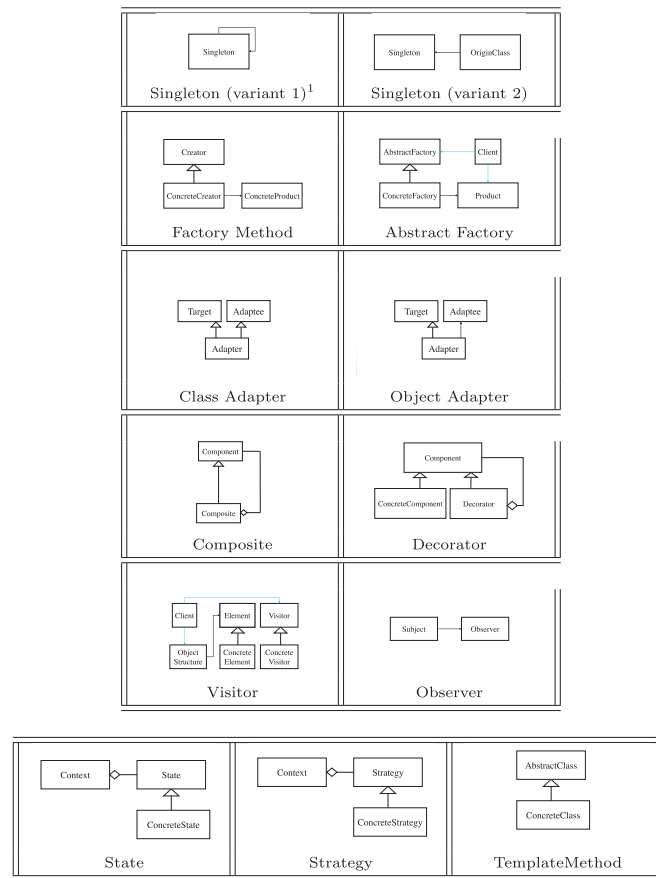 Singleton
Singleton (variant 1)¹
Singleton OriginClass
Singleton (variant 2)
Creator
ConcreteCreator ConcreteProduct
Factory Method
AbstractFactory Client
ConcreteFactory Product
Abstract Factory
Target Adaptee
Adapter
Class Adapter
Target Adaptee
Adapter
Object Adapter
Component
Composite
Composite
Component
ConcreteComponent Decorator
Decorator
Client Element Visitor
Object Concrete Concrete
Structure Element Visitor
Visitor
Subject Observer
Observer
Context State
ConcreteState
State
Context Strategy
ConcreteStrategy
Strategy
AbstractClass
ConcreteClass
TemplateMethod